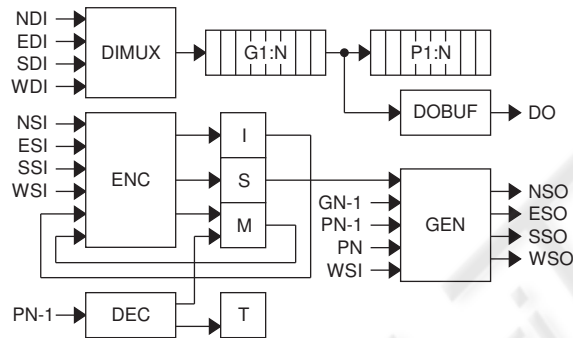 NDI
EDI
SDI
WDI
DIMUX
G1:N
P1:N
DOBUF
DO
NSI
ESI
SSI
WSI
ENC
I
S
M
GN-1
PN-1
PN
WSI
GEN
NSO
ESO
SSO
WSO
PN-1
DEC
T